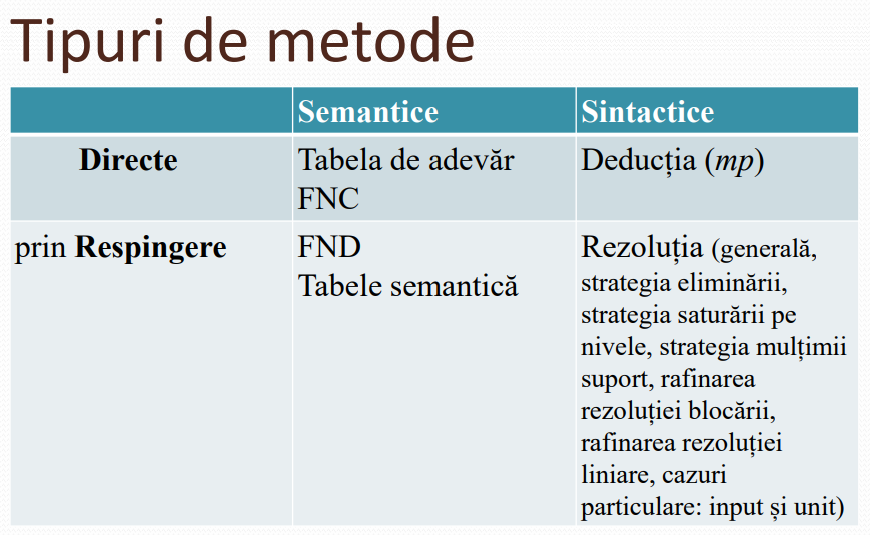 Tipuri de metode
Semantice
Sintactice
Directe
Tabela de adevăr
FNC
Deducția (mp)
prin Respingere
FND
Tabele semantică
Rezoluția (generală,
strategia eliminării,
strategia saturării pe
nivele, strategia mulțimii
suport, rafinarea
rezoluției blocării,
rafinarea rezoluției
liniare, cazuri
particulare: input și unit)